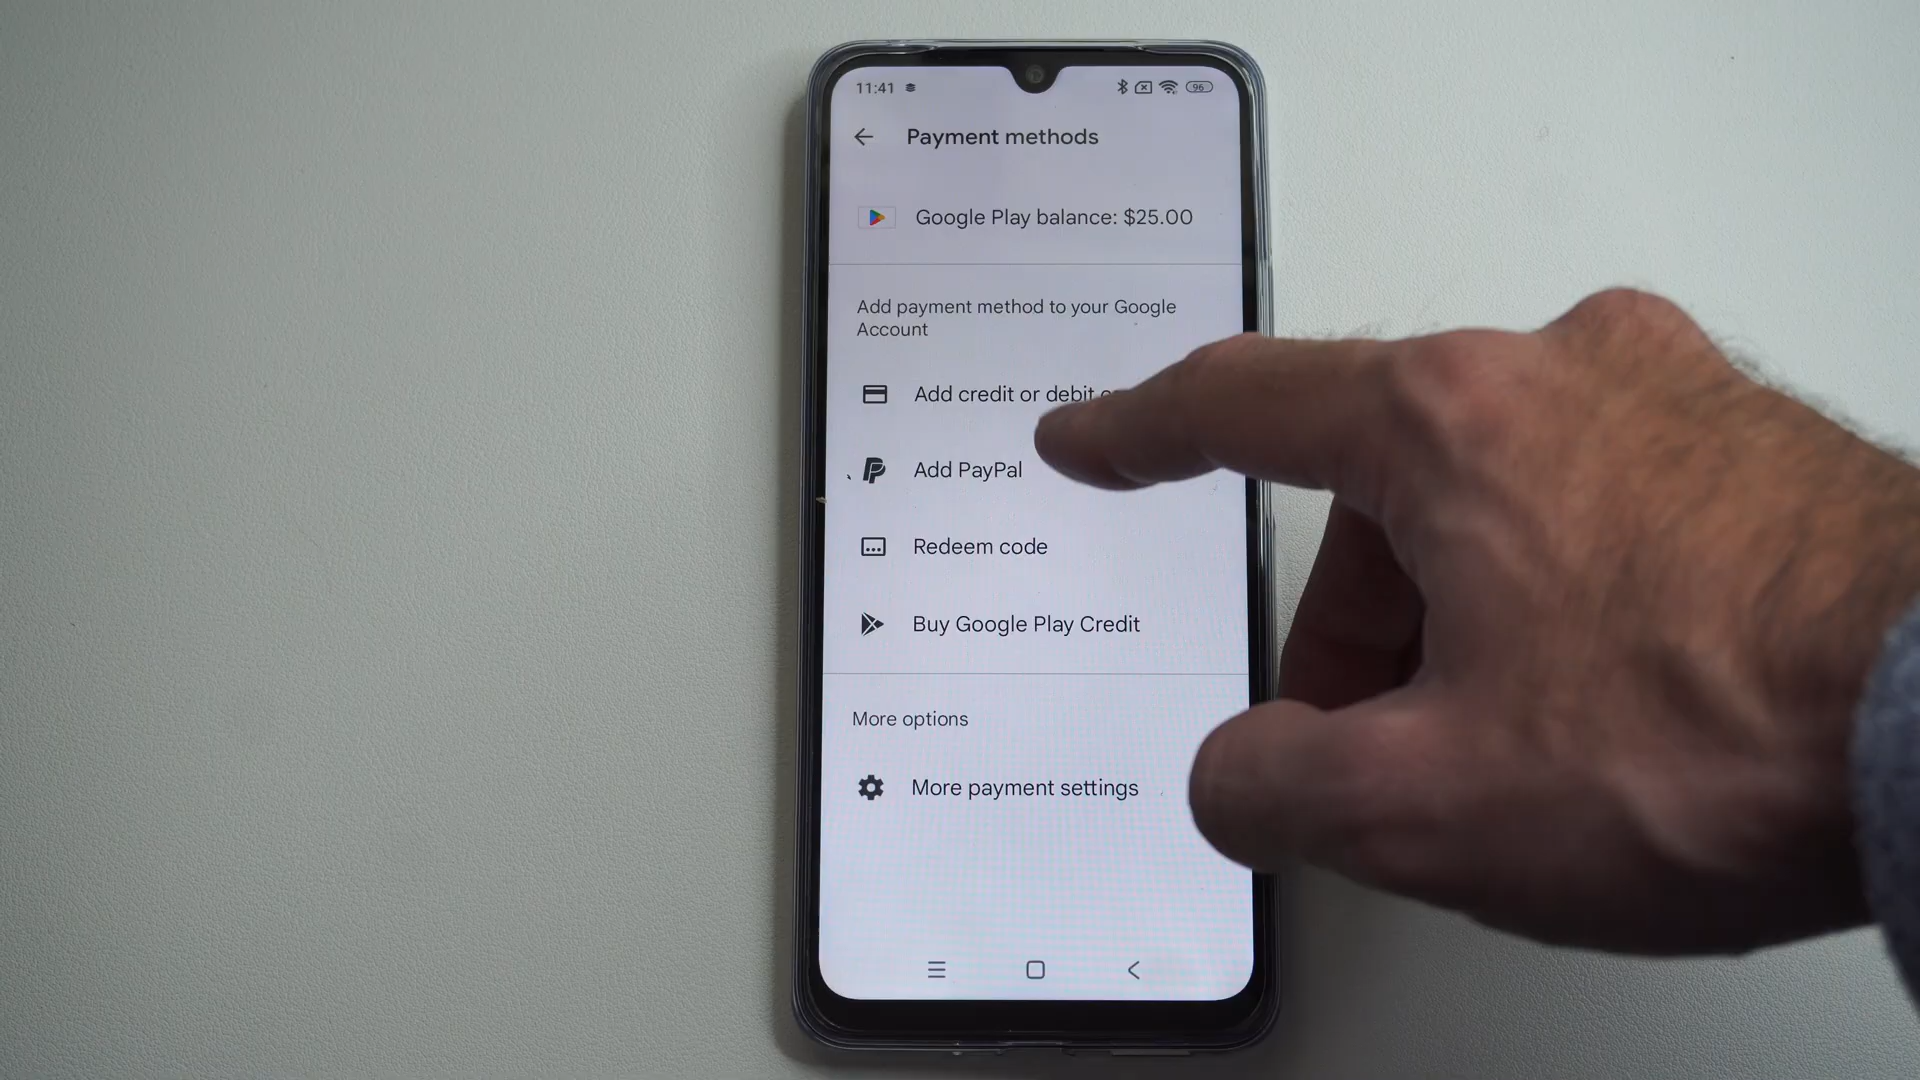 11:41
96
Payment methods
Google Play balance: $25.00
Add payment method to your Google
Account
Add credit or debit
Add PayPal
Redeem code
Buy Google Play Credit
More options
More payment settings